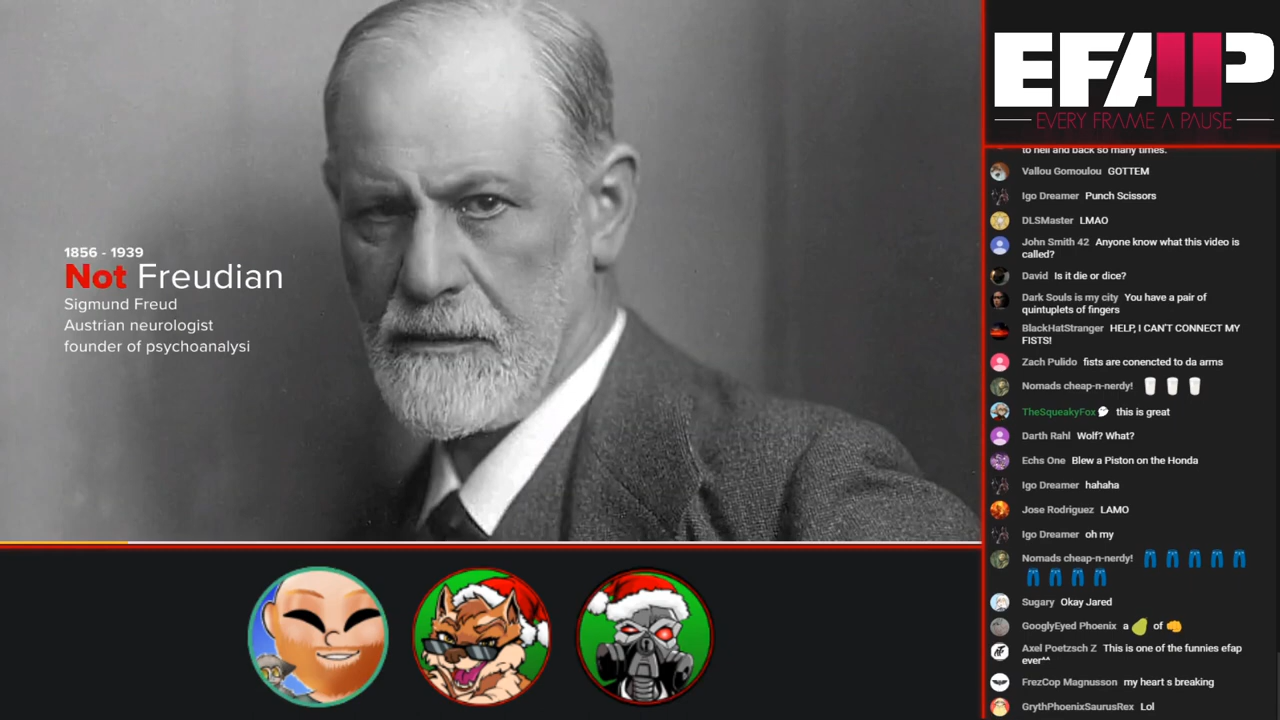 1856 - 1939
Not Freudian
Sigmund Freud
Austrian neurologist
founder of psychoanalysi
EFAP
EVERY FRAME A PAUSE
to hell and back so many times.
Vallou Gomoulou GOTTEM
Igo Dreamer Punch Scissors
DLSMaster LMAO
John Smith 42 Anyone know what this video is
called?
David Is it die or dice?
Dark Souls is my city You have a pair of
quintuplets of fingers
BlackHatStranger HELP, I CAN'T CONNECT MY
FISTS!
Zach Pulido fists are conencted to da arms
Nomads cheap-n-nerdy! 🥛 🥛 🥛
TheSqueakyFox this is great
Darth Rahl Wolf? What?
Echs One Blew a Piston on the Honda
Igo Dreamer hahaha
Jose Rodriguez LAMO
Igo Dreamer oh my
Nomads cheap-n-nerdy! 👖 👖 👖 👖 👖
👖 👖 👖 👖
Sugary Okay Jared
GooglyEyed Phoenix a 🍐 of 👊
Axel Poetzsch Z This is one of the funnies efap
ever^^
FrezCop Magnusson my heart s breaking
GrythPhoenixSaurusRex Lol